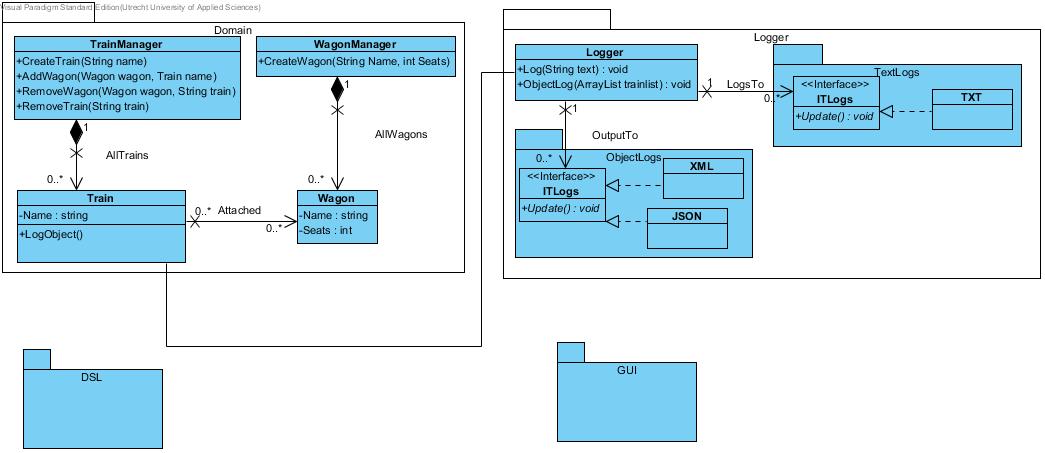 Visual Paradigm Standard Edition(Utrecht University of Applied Sciences)
Domain
TrainManager
+CreateTrain(String name)
+AddWagon(Wagon wagon, Train name)
+RemoveWagon(Wagon wagon, String train)
+RemoveTrain(String train)
WagonManager
+CreateWagon(String Name, int Seats)
1
AllTrains
0..*
1
AllWagons
0..*
Train
-Name : string
+LogObject()
0..*
Attached
0..*
Wagon
-Name : string
-Seats : int
Logger
Logger
+Log(String text) : void
+ObjectLog(ArrayList trainlist) : void
1
LogsTo
0..*
TextLogs
<<Interface>>
ITLogs
+Update() : void
TXT
1
OutputTo
0..*
ObjectLogs
<<Interface>>
ITLogs
+Update() : void
XML
JSON
DSL
GUI